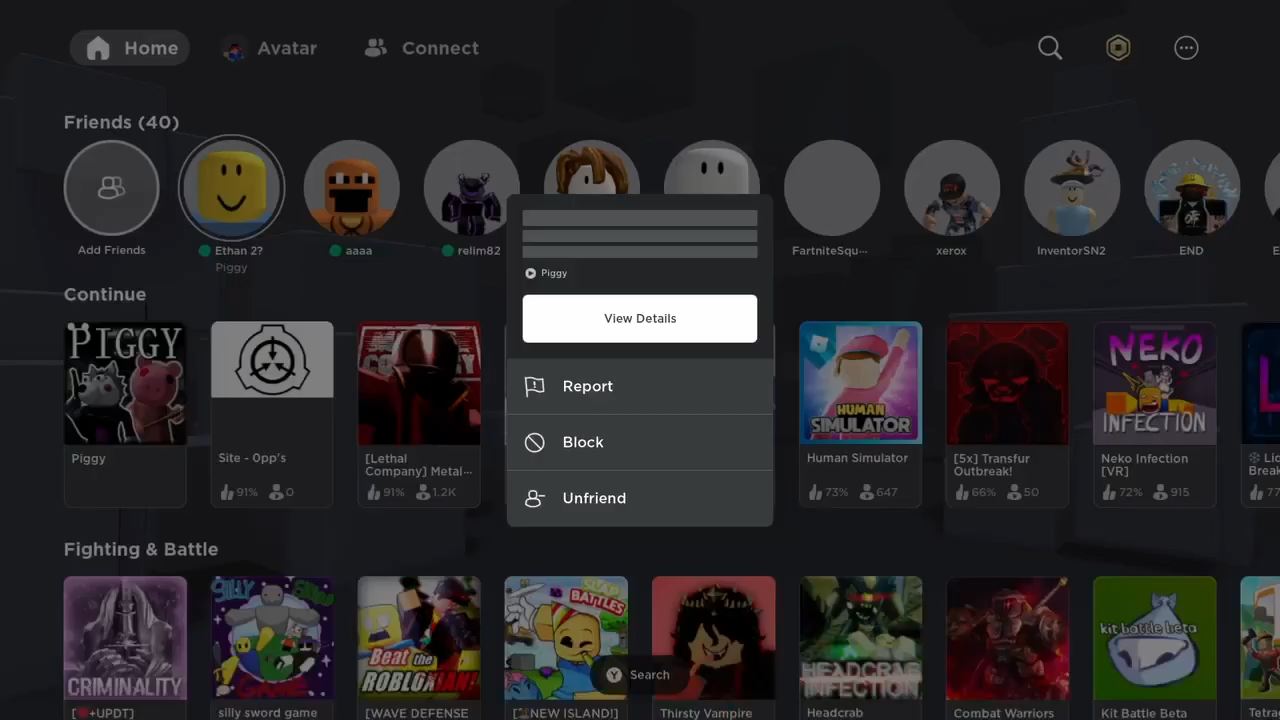 Home
Avatar
Connect
Friends (40)
Add Friends
Ethan 2?
Piggy
aaaa
relim82
FartniteSqu···
xerox
InventorSN2
END
Piggy
View Details
Report
Block
Unfriend
Continue
PIGGY
HUMAN
SIMULATOR
NEKO
INFECTION
Piggy
Site - 0pp's
91%
0
[Lethal
Company] Metal···
91%
1.2K
Human Simulator
73%
647
[5x] Transfur
Outbreak!
66%
50
Neko Infection
[VR]
72%
915
Fighting & Battle
CRIMINALITY
SILLY
GAME
Beat the
ROBLOXIAN!
SLAP
BATTLES
HEADCRAB
INFECTION
kit battle beta
Y Search
silly sword game
[WAVE DEFENSE
Thirsty Vampire
Headcrab
Combat Warriors
Kit Battle Beta